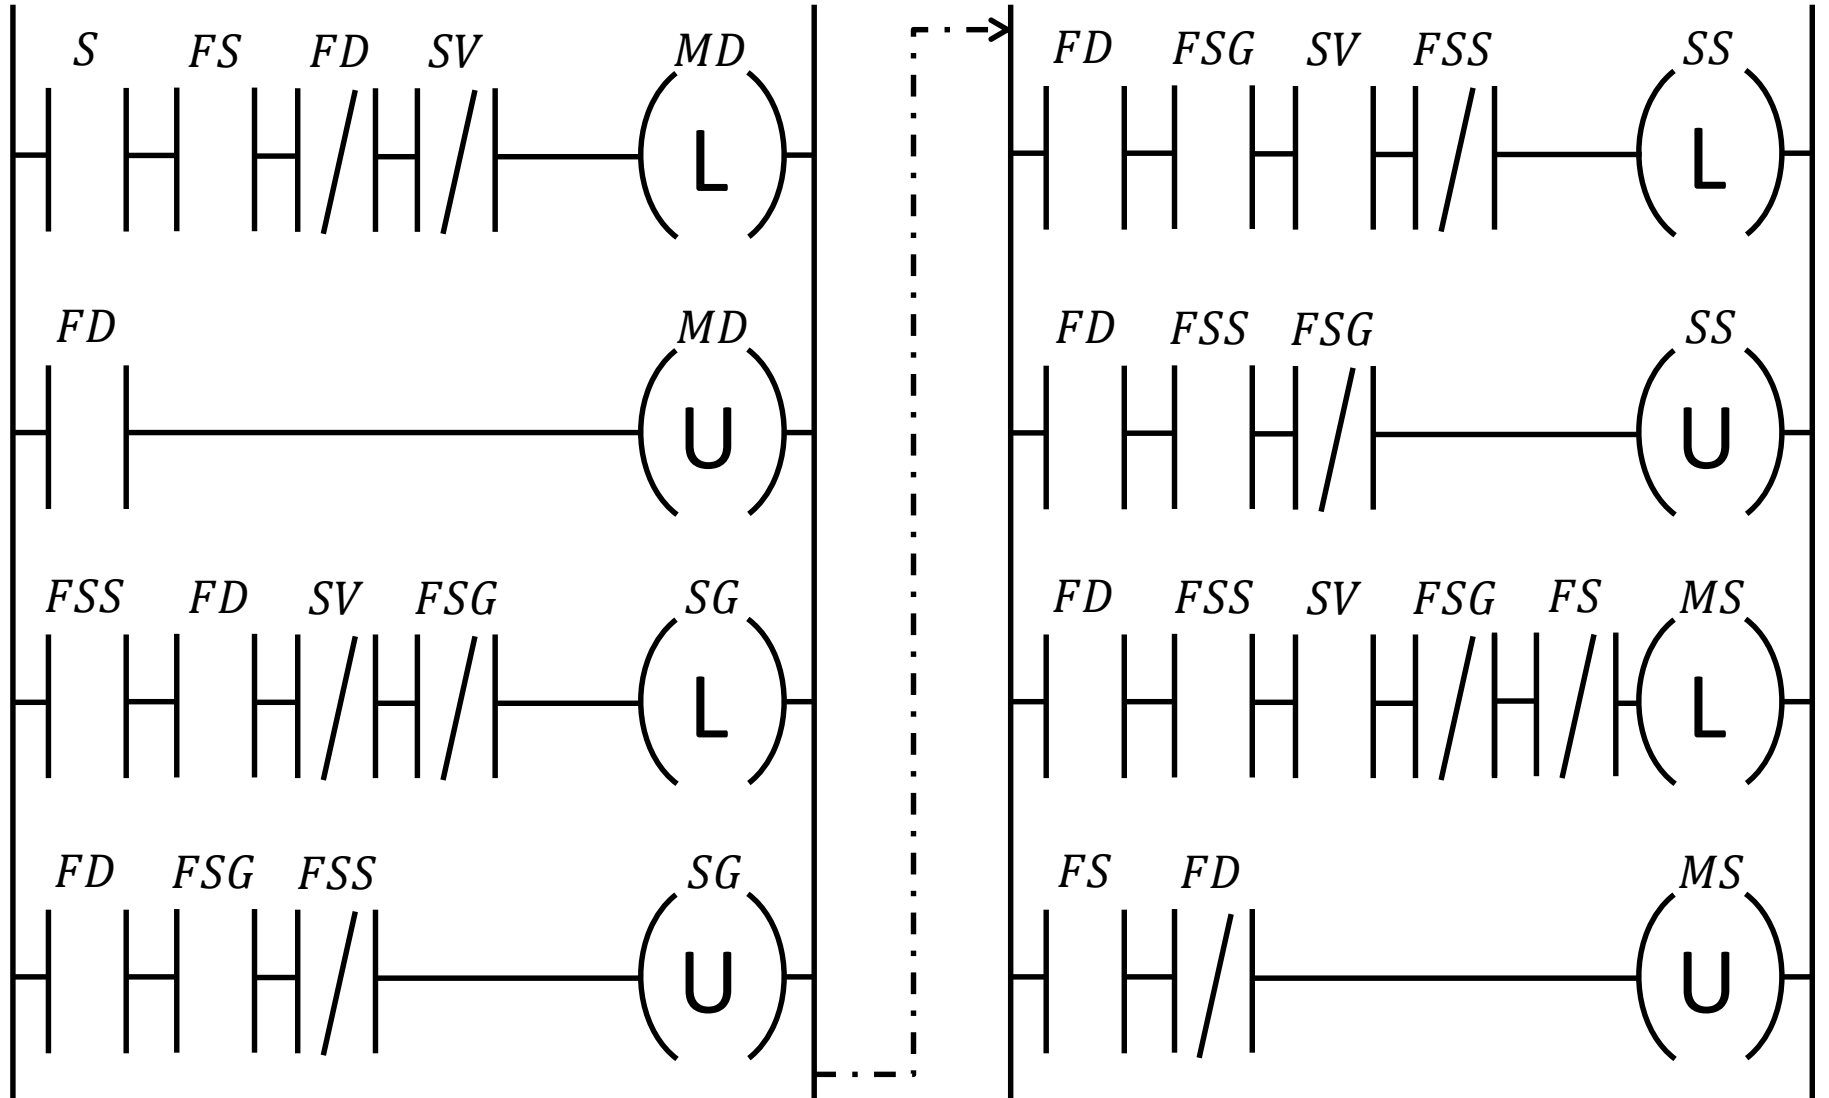 S FS FD SV MD
L
FD MD
U
FSS FD SV FSG SG
L
FD FSG FSS SG
U
FD FSG SV FSS SS
L
FD FSS FSG SS
U
FD FSS SV FSG FS MS
L
FS FD MS
U